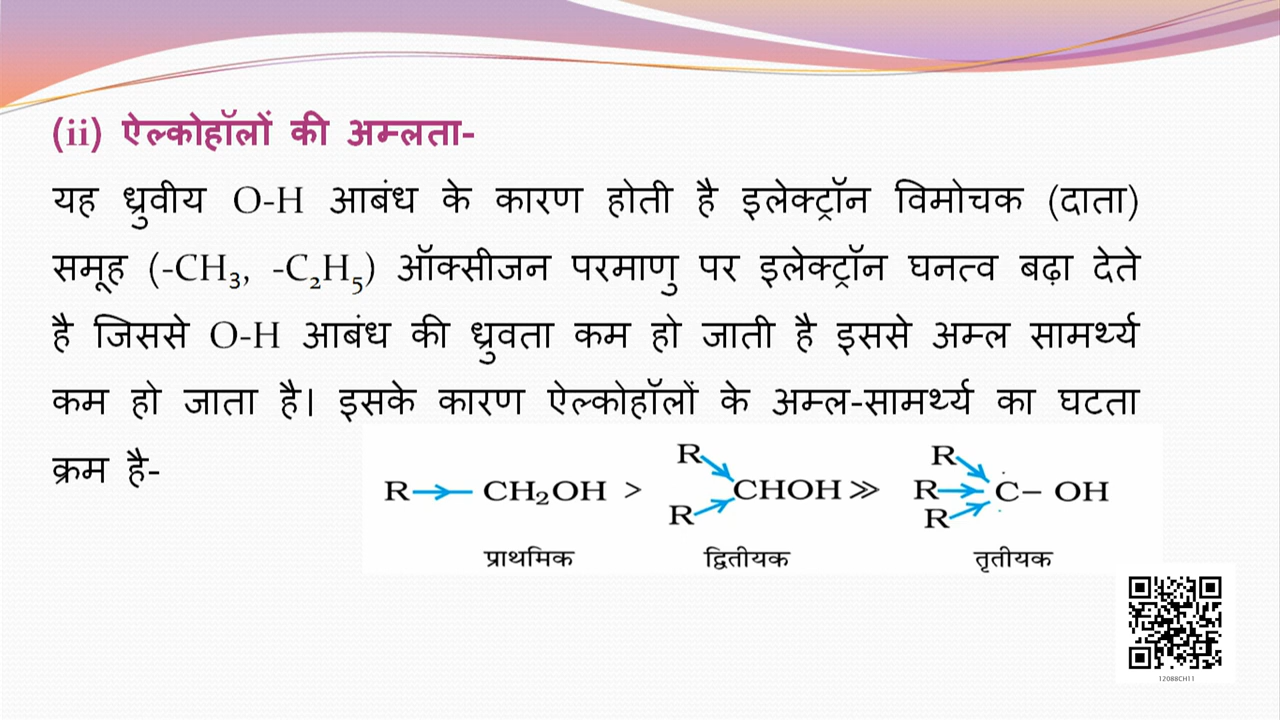 (ii) ऐल्कोहॉलों की अम्लता-
यह ध्रुवीय O-H आबंध के कारण होती है इलेक्ट्रॉन विमोचक (दाता)
समूह (-CH₃, -C₂H₅) ऑक्सीजन परमाणु पर इलेक्ट्रॉन घनत्व बढ़ा देते
है जिससे O-H आबंध की ध्रुवता कम हो जाती है इससे अम्ल सामर्थ्य
कम हो जाता है। इसके कारण ऐल्कोहॉलों के अम्ल-सामर्थ्य का घटता
क्रम है-
R R
R → CH₂OH > CHOH ≫ R → C – OH
R R
प्राथमिक द्वितीयक तृतीयक
12088CH11